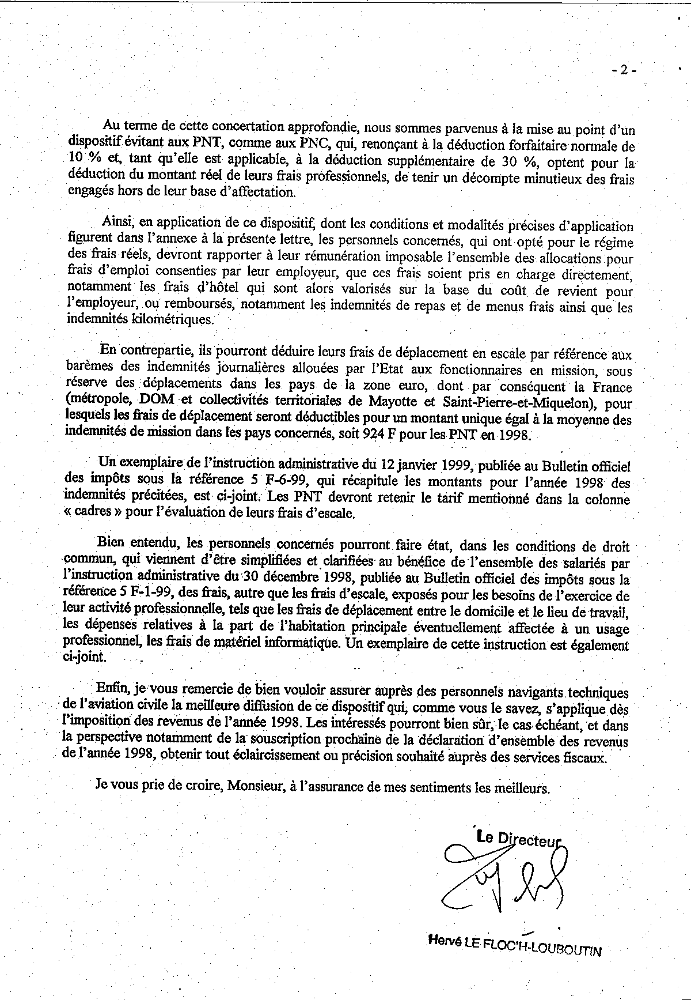 - 2 -
Au terme de cette concertation approfondie, nous sommes parvenus à la mise au point d'un
dispositif évitant aux PNT, comme aux PNC, qui, renonçant à la déduction forfaitaire normale de
10 % et, tant qu'elle est applicable, à la déduction supplémentaire de 30 %, optent pour la
déduction du montant réel de leurs frais professionnels, de tenir un décompte minutieux des frais
engagés hors de leur base d'affectation.
Ainsi, en application de ce dispositif, dont les conditions et modalités précises d'application
figurent dans l'annexe à la présente lettre, les personnels concernés, qui ont opté pour le régime
des frais réels, devront rapporter à leur rémunération imposable l'ensemble des allocations pour
frais d'emploi consenties par leur employeur, que ces frais soient pris en charge directement,
notamment les frais d'hôtel qui sont alors valorisés sur la base du coût de revient pour
l'employeur, ou remboursés, notamment les indemnités de repas et de menus frais ainsi que les
indemnités kilométriques.
En contrepartie, ils pourront déduire leurs frais de déplacement en escale par référence aux
barèmes des indemnités journalières allouées par l'Etat aux fonctionnaires en mission, sous
réserve des déplacements dans les pays de la zone euro, dont par conséquent la France
(métropole, DOM et collectivités territoriales de Mayotte et Saint-Pierre-et-Miquelon), pour
lesquels les frais de déplacement seront déductibles pour un montant unique égal à la moyenne des
indemnités de mission dans les pays concernés, soit 924 F pour les PNT en 1998.
Un exemplaire de l'instruction administrative du 12 janvier 1999, publiée au Bulletin officiel
des impôts sous la référence 5 F-6-99, qui récapitule les montants pour l'année 1998 des
indemnités précitées, est ci-joint. Les PNT devront retenir le tarif mentionné dans la colonne
« cadres » pour l'évaluation de leurs frais d'escale.
Bien entendu, les personnels concernés pourront faire état, dans les conditions de droit
commun, qui viennent d'être simplifiées et clarifiées au bénéfice de l'ensemble des salariés par
l'instruction administrative du 30 décembre 1998, publiée au Bulletin officiel des impôts sous la
référence 5 F-1-99, des frais, autre que les frais d'escale, exposés pour les besoins de l'exercice de
leur activité professionnelle, tels que les frais de déplacement entre le domicile et le lieu de travail,
les dépenses relatives à la part de l'habitation principale éventuellement affectée à un usage
professionnel, les frais de matériel informatique. Un exemplaire de cette instruction est également
ci-joint.
Enfin, je vous remercie de bien vouloir assurer auprès des personnels navigants techniques
de l'aviation civile la meilleure diffusion de ce dispositif qui, comme vous le savez, s'applique dès
l'imposition des revenus de l'année 1998. Les intéressés pourront bien sûr, le cas échéant, et dans
la perspective notamment de la souscription prochaine de la déclaration d'ensemble des revenus
de l'année 1998, obtenir tout éclaircissement ou précision souhaité auprès des services fiscaux.
Je vous prie de croire, Monsieur, à l'assurance de mes sentiments les meilleurs.
Le Directeur
Hervé LE FLOC'H-LOUBOUTIN